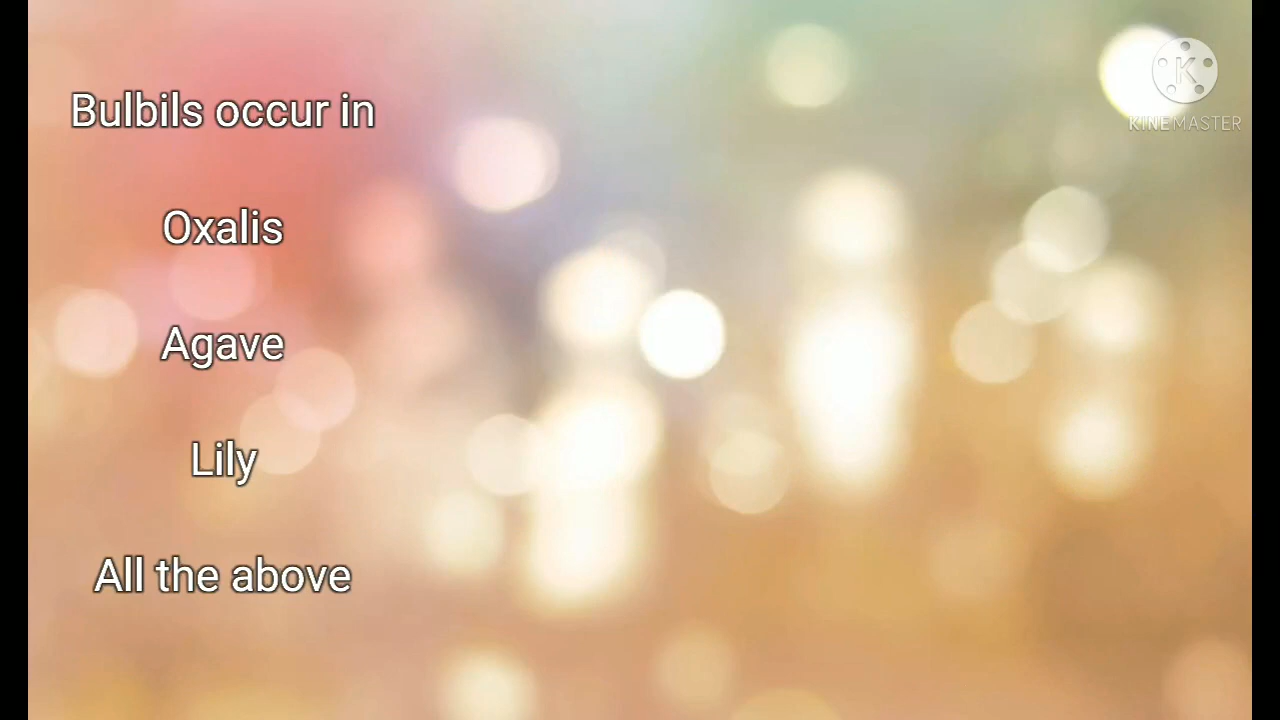 Bulbils occur in
Oxalis
Agave
Lily
All the above
KINEMASTER